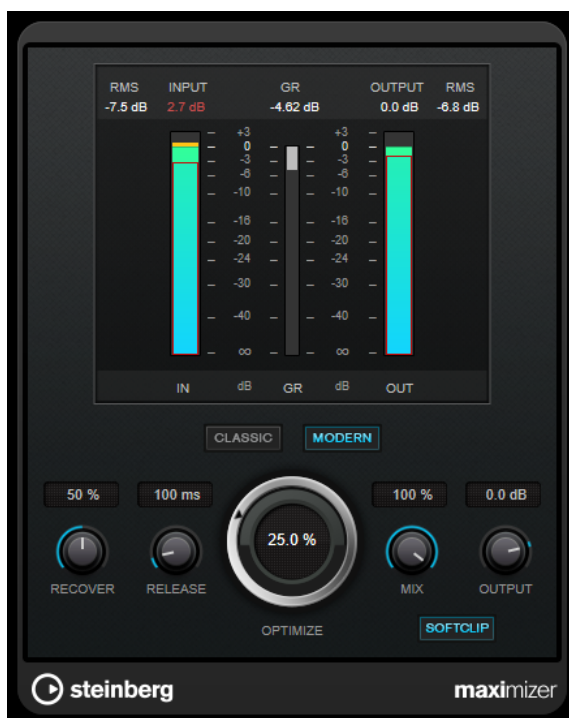 RMS INPUT GR OUTPUT RMS
-7.5 dB 2.7 dB -4.62 dB 0.0 dB -6.8 dB
+3 +3
0 0
-3 -3
-6 -6
-10 -10
-16 -16
-20 -20
-24 -24
-30 -30
-40 -40
∞ ∞
IN dB GR dB OUT
CLASSIC MODERN
50 % 100 ms 25.0 % 100 % 0.0 dB
RECOVER RELEASE MIX OUTPUT
OPTIMIZE SOFTCLIP
steinberg maximizer